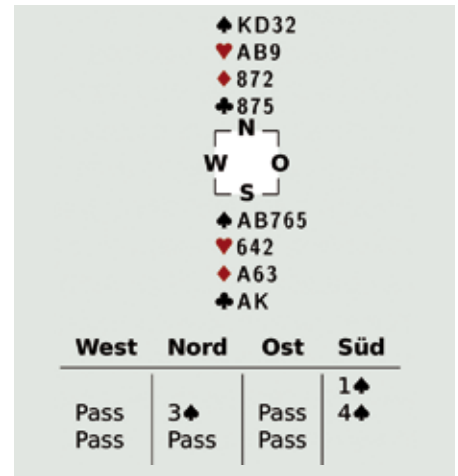 ♠KD32
♥AB9
♦872
♣875
N
W O
S
♠AB765
♥642
♦A63
♣AK
West Nord Ost Süd
1♠
Pass 3♠ Pass 4♠
Pass Pass Pass